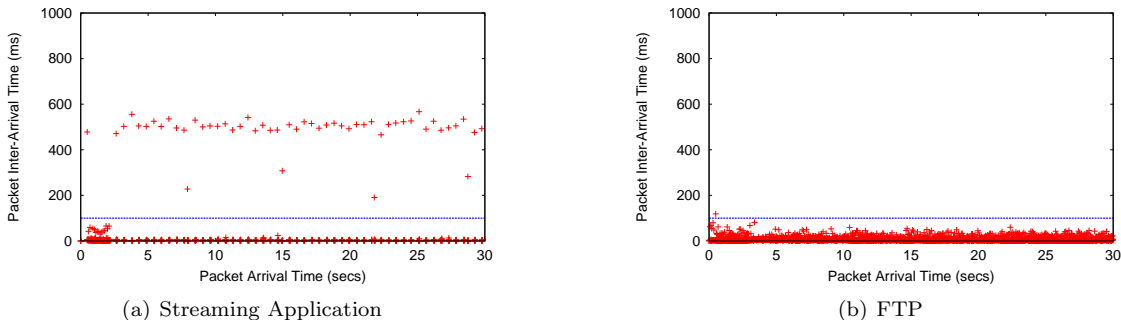 Packet Inter-Arrival Time (ms)
1000
800
600
400
200
0
0 5 10 15 20 25 30
Packet Arrival Time (secs)
(a) Streaming Application
Packet Inter-Arrival Time (ms)
1000
800
600
400
200
0
0 5 10 15 20 25 30
Packet Arrival Time (secs)
(b) FTP